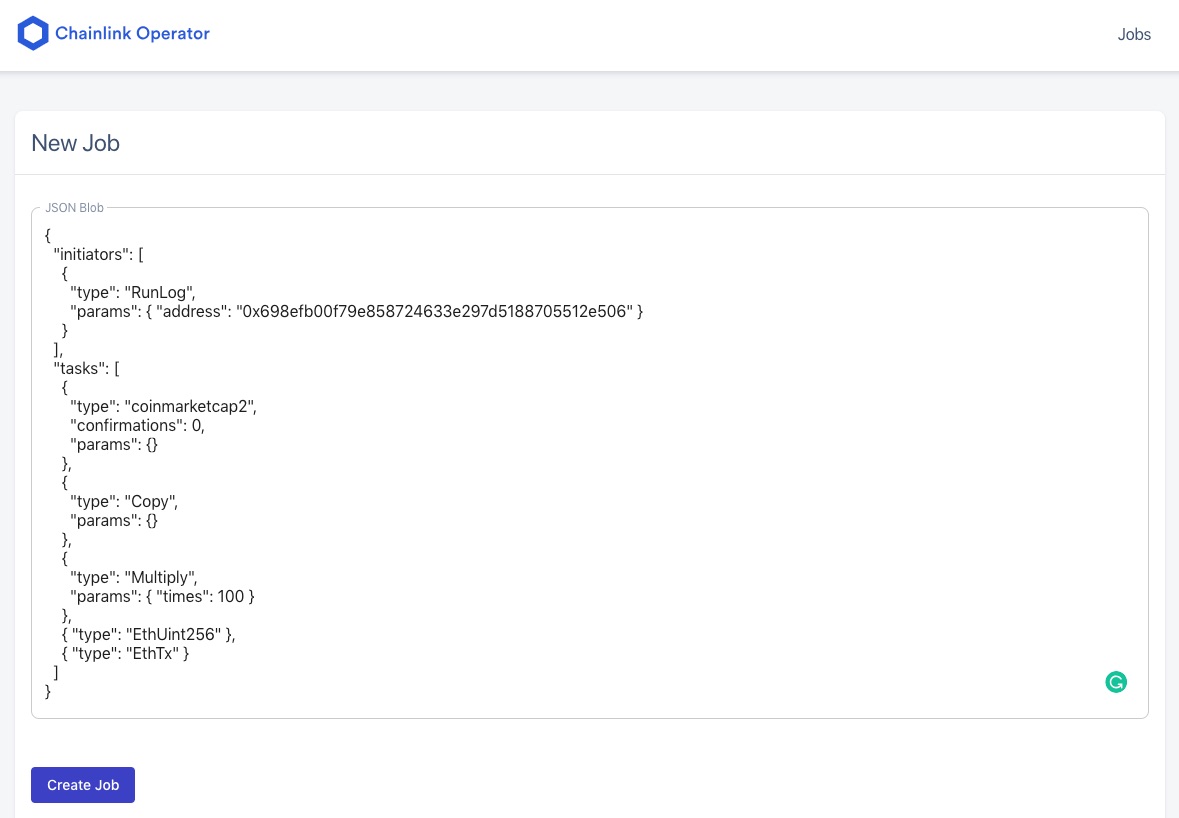 Chainlink Operator
Jobs
New Job
JSON Blob
{
"initiators": [
{
"type": "RunLog",
"params": { "address": "0x698efb00f79e858724633e297d5188705512e506" }
}
],
"tasks": [
{
"type": "coinmarketcap2",
"confirmations": 0,
"params": {}
},
{
"type": "Copy",
"params": {}
},
{
"type": "Multiply",
"params": { "times": 100 }
},
{ "type": "EthUint256" },
{ "type": "EthTx" }
]
}
Create Job